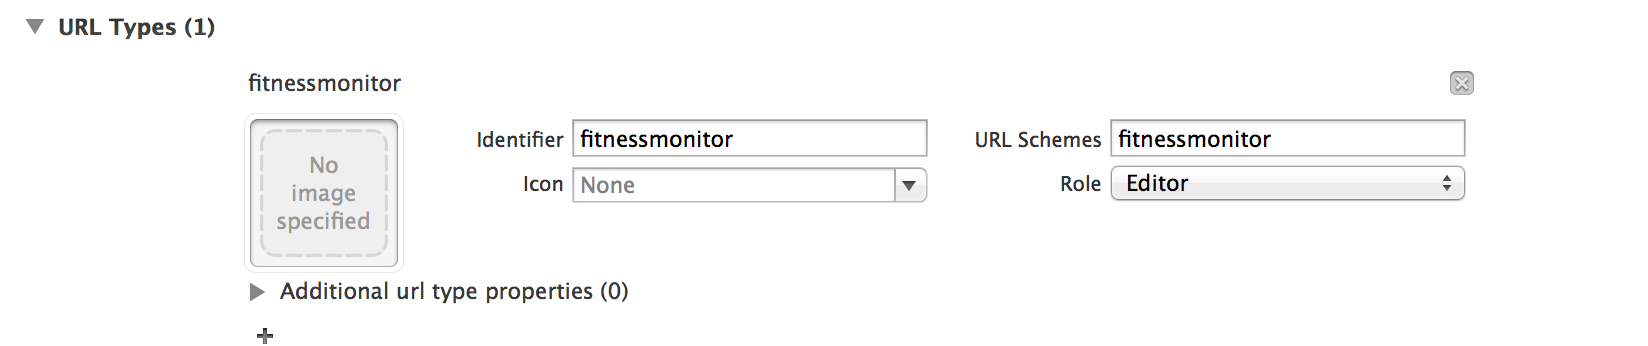 URL Types (1)
fitnessmonitor
No
image
specified
Identifier fitnessmonitor
URL Schemes fitnessmonitor
Icon None
Role Editor
Additional url type properties (0)